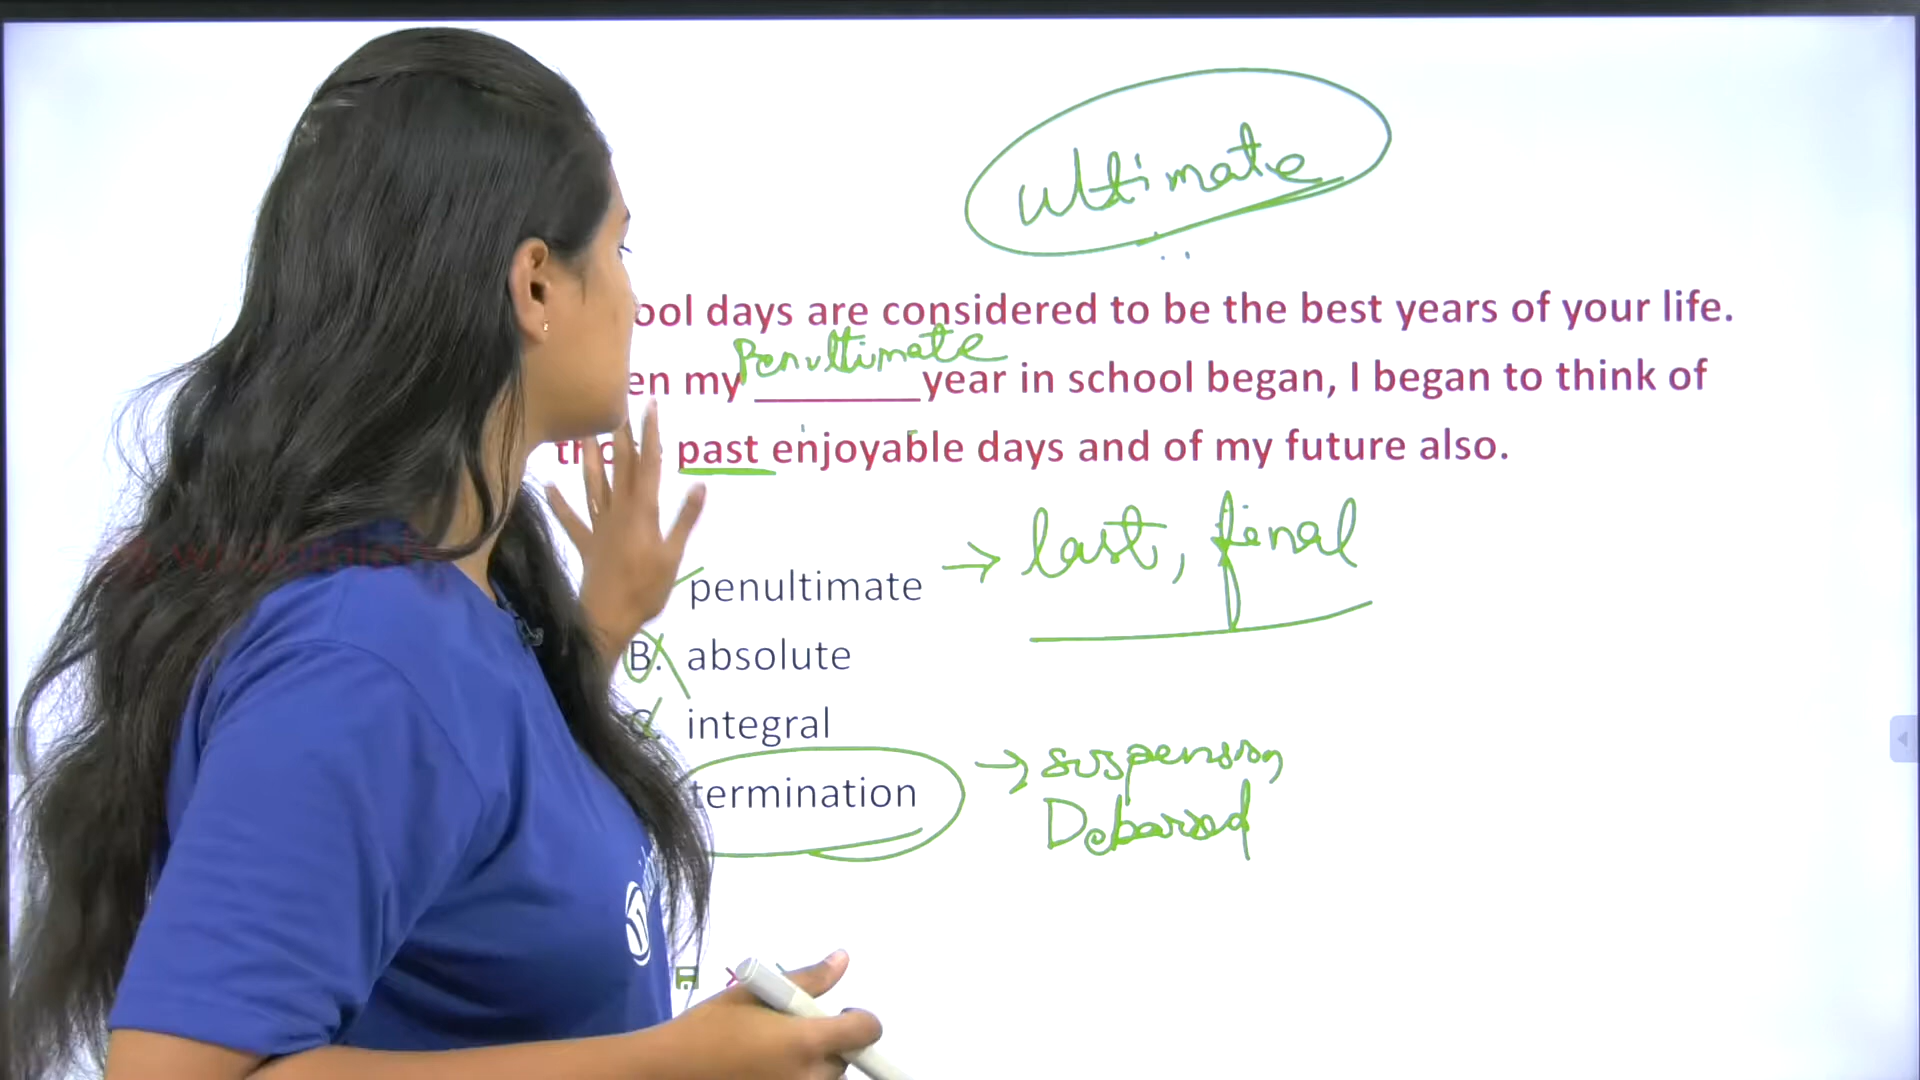 ultimate
ool days are considered to be the best years of your life.
Penultimate
en my ________ year in school began, I began to think of
past enjoyable days and of my future also.
→ last, final
penultimate
B. absolute
C. integral
termination
→ suspension
Debarred